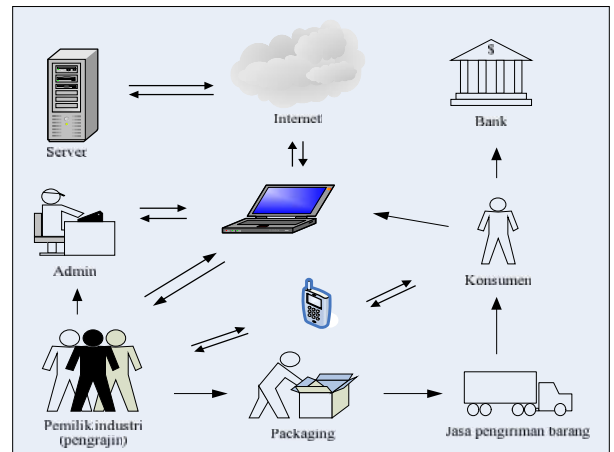 Internet
$
Bank
Server
Admin
Konsumen
Pemilik industri
(pengrajin)
Packaging
Jasa pengiriman barang